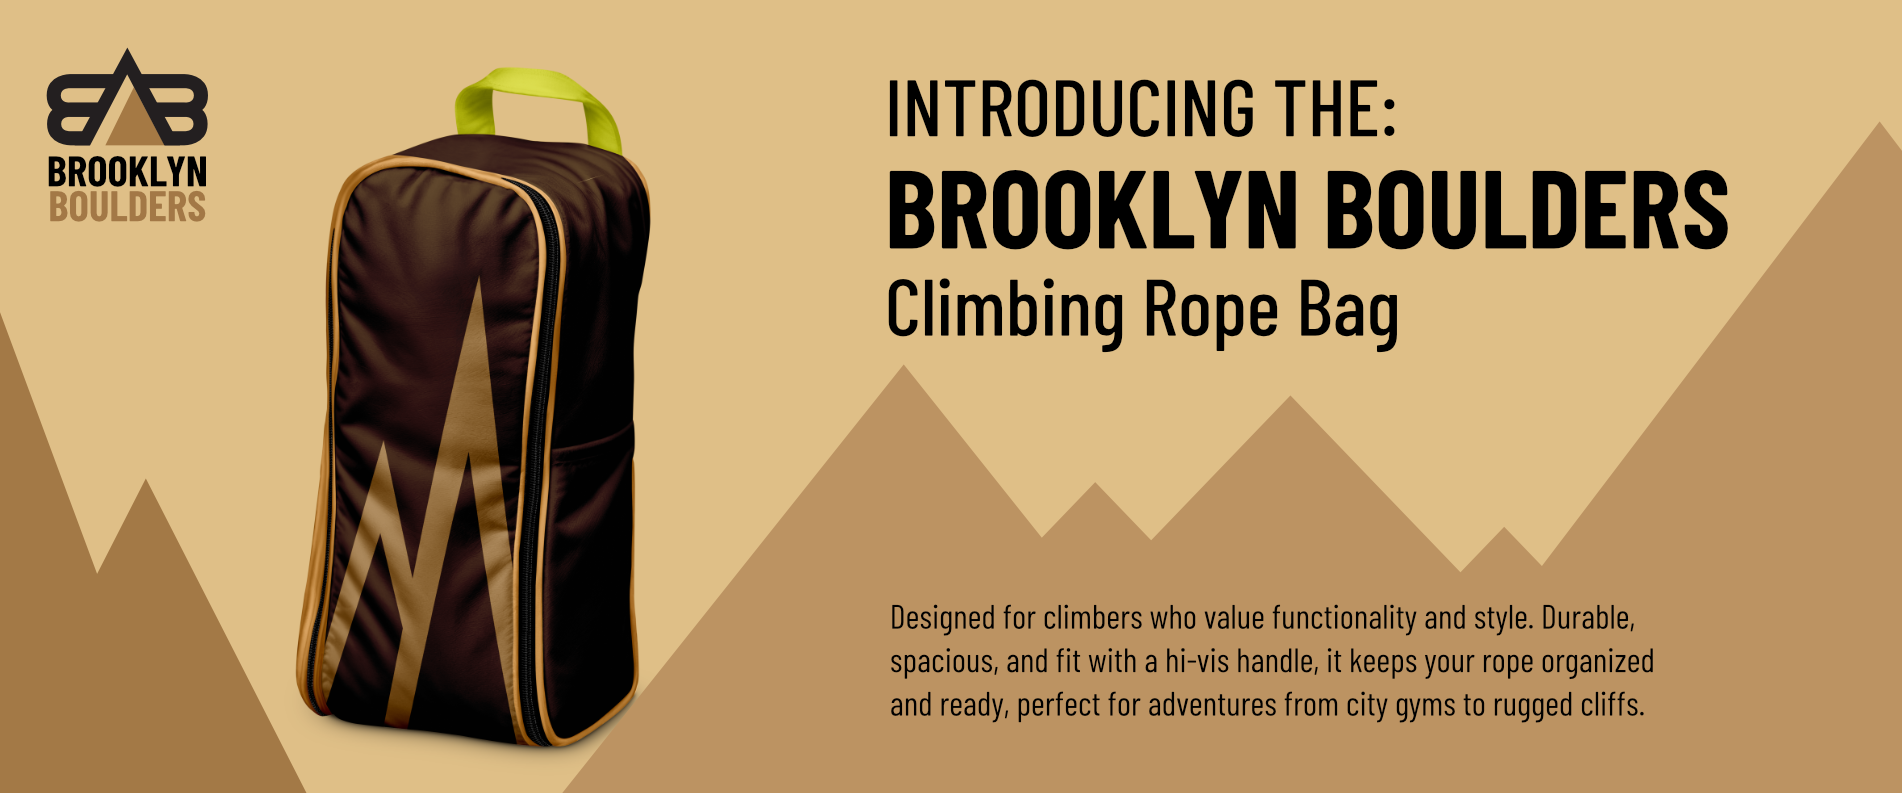 BROOKLYN
BOULDERS
INTRODUCING THE:
BROOKLYN BOULDERS
Climbing Rope Bag
Designed for climbers who value functionality and style. Durable,
spacious, and fit with a hi-vis handle, it keeps your rope organized
and ready, perfect for adventures from city gyms to rugged cliffs.